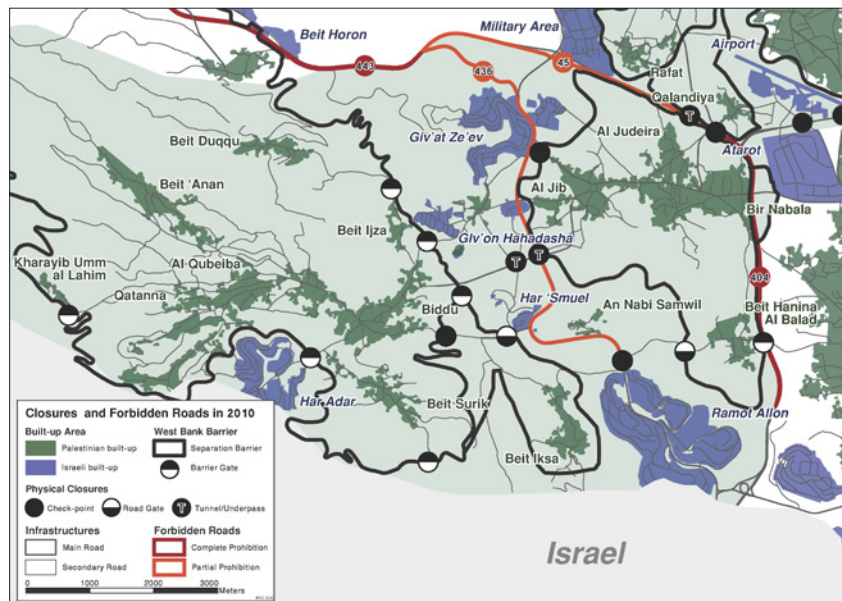 Beit Horon
Military Area
Airport
443
436
45
Rafat
Qalandiya
T
Giv'at Ze'ev
Al Judeira
Atarot
Beit Duqqu
Beit 'Anan
Al Jib
Bir Nabala
Beit Ijza
Giv'on Hahadasha
Kharayib Umm
al Lahim
Al Qubeiba
T
T
404
Qatanna
Har 'Smuel
Biddu
An Nabi Samwil
Beit Hanina
Al Balad
Har Adar
Beit Surik
Ramot Allon
Beit Iksa
Israel
Closures and Forbidden Roads in 2010
Built-up Area
Palestinian built-up
Israeli built-up
West Bank Barrier
Separation Barrier
Barrier Gate
Physical Closures
Check-point
Road Gate
T
Tunnel/Underpass
Infrastructures
Main Road
Secondary Road
Forbidden Roads
Complete Prohibition
Partial Prohibition
0 1000 2000 3000
Meters